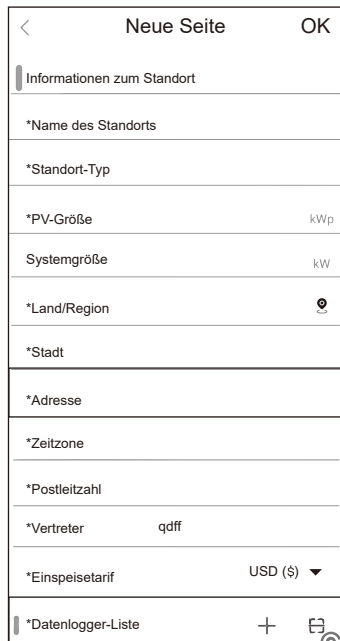 Neue Seite OK
Informationen zum Standort
*Name des Standorts
*Standort-Typ
*PV-Größe kWp
Systemgröße kW
*Land/Region
*Stadt
*Adresse
*Zeitzone
*Postleitzahl
*Vertreter qdff
*Einspeisetarif USD ($)
*Datenlogger-Liste